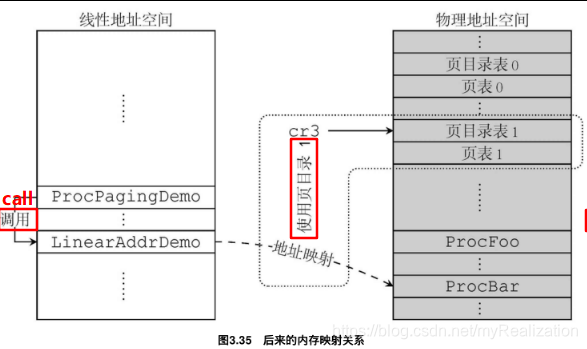 线性地址空间
物理地址空间
⋮
页目录表0
页表0
⋮
cr3
页目录表1
使用页目录 1
页表1
call
ProcPagingDemo
调用
⋮
LinearAddrDemo
地址映射
ProcFoo
ProcBar
⋮
https://blog.csdn.net/myRealization
图3.35 后来的内存映射关系